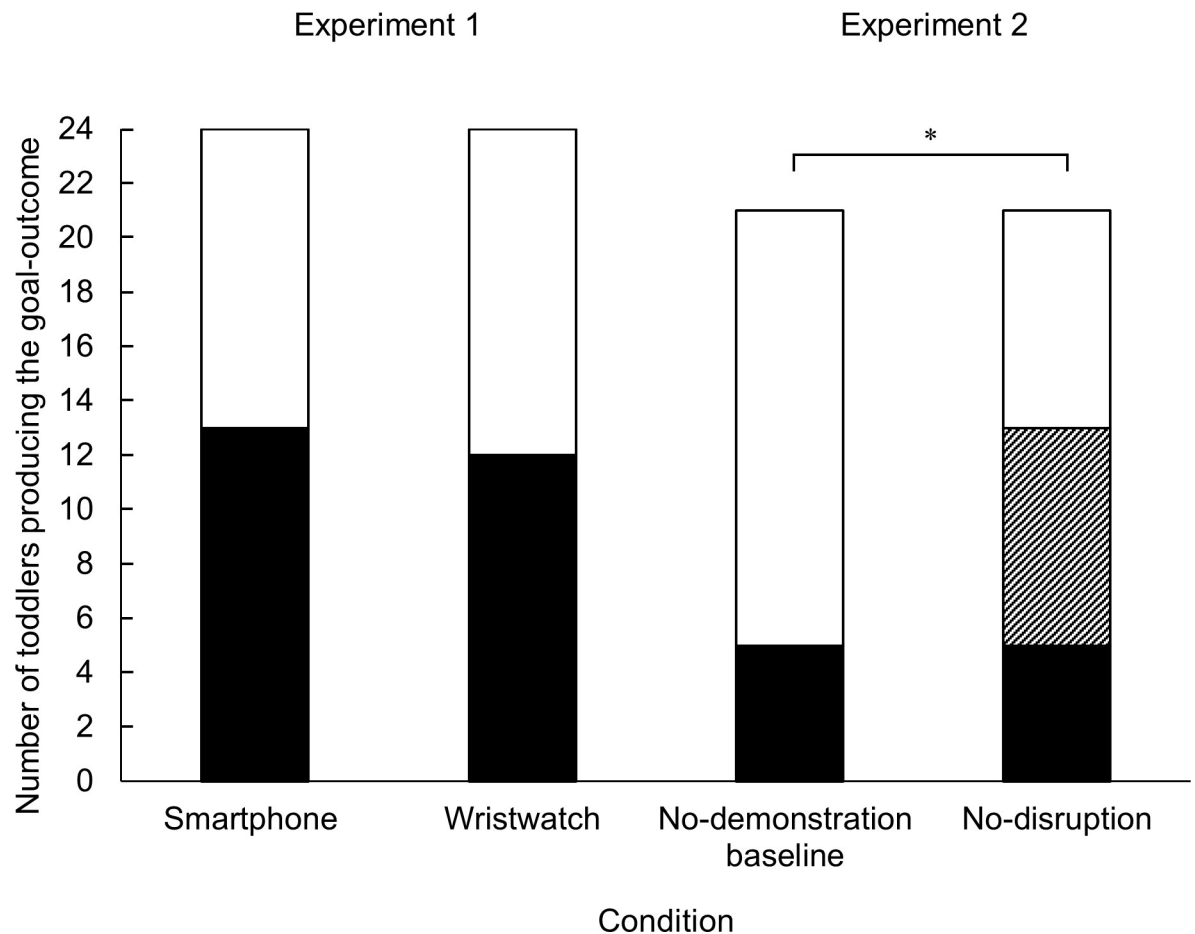 Experiment 1
Experiment 2
Number of toddlers producing the goal-outcome
24
22
20
18
16
14
12
10
8
6
4
2
0
*
Smartphone
Wristwatch
No-demonstration
baseline
No-disruption
Condition